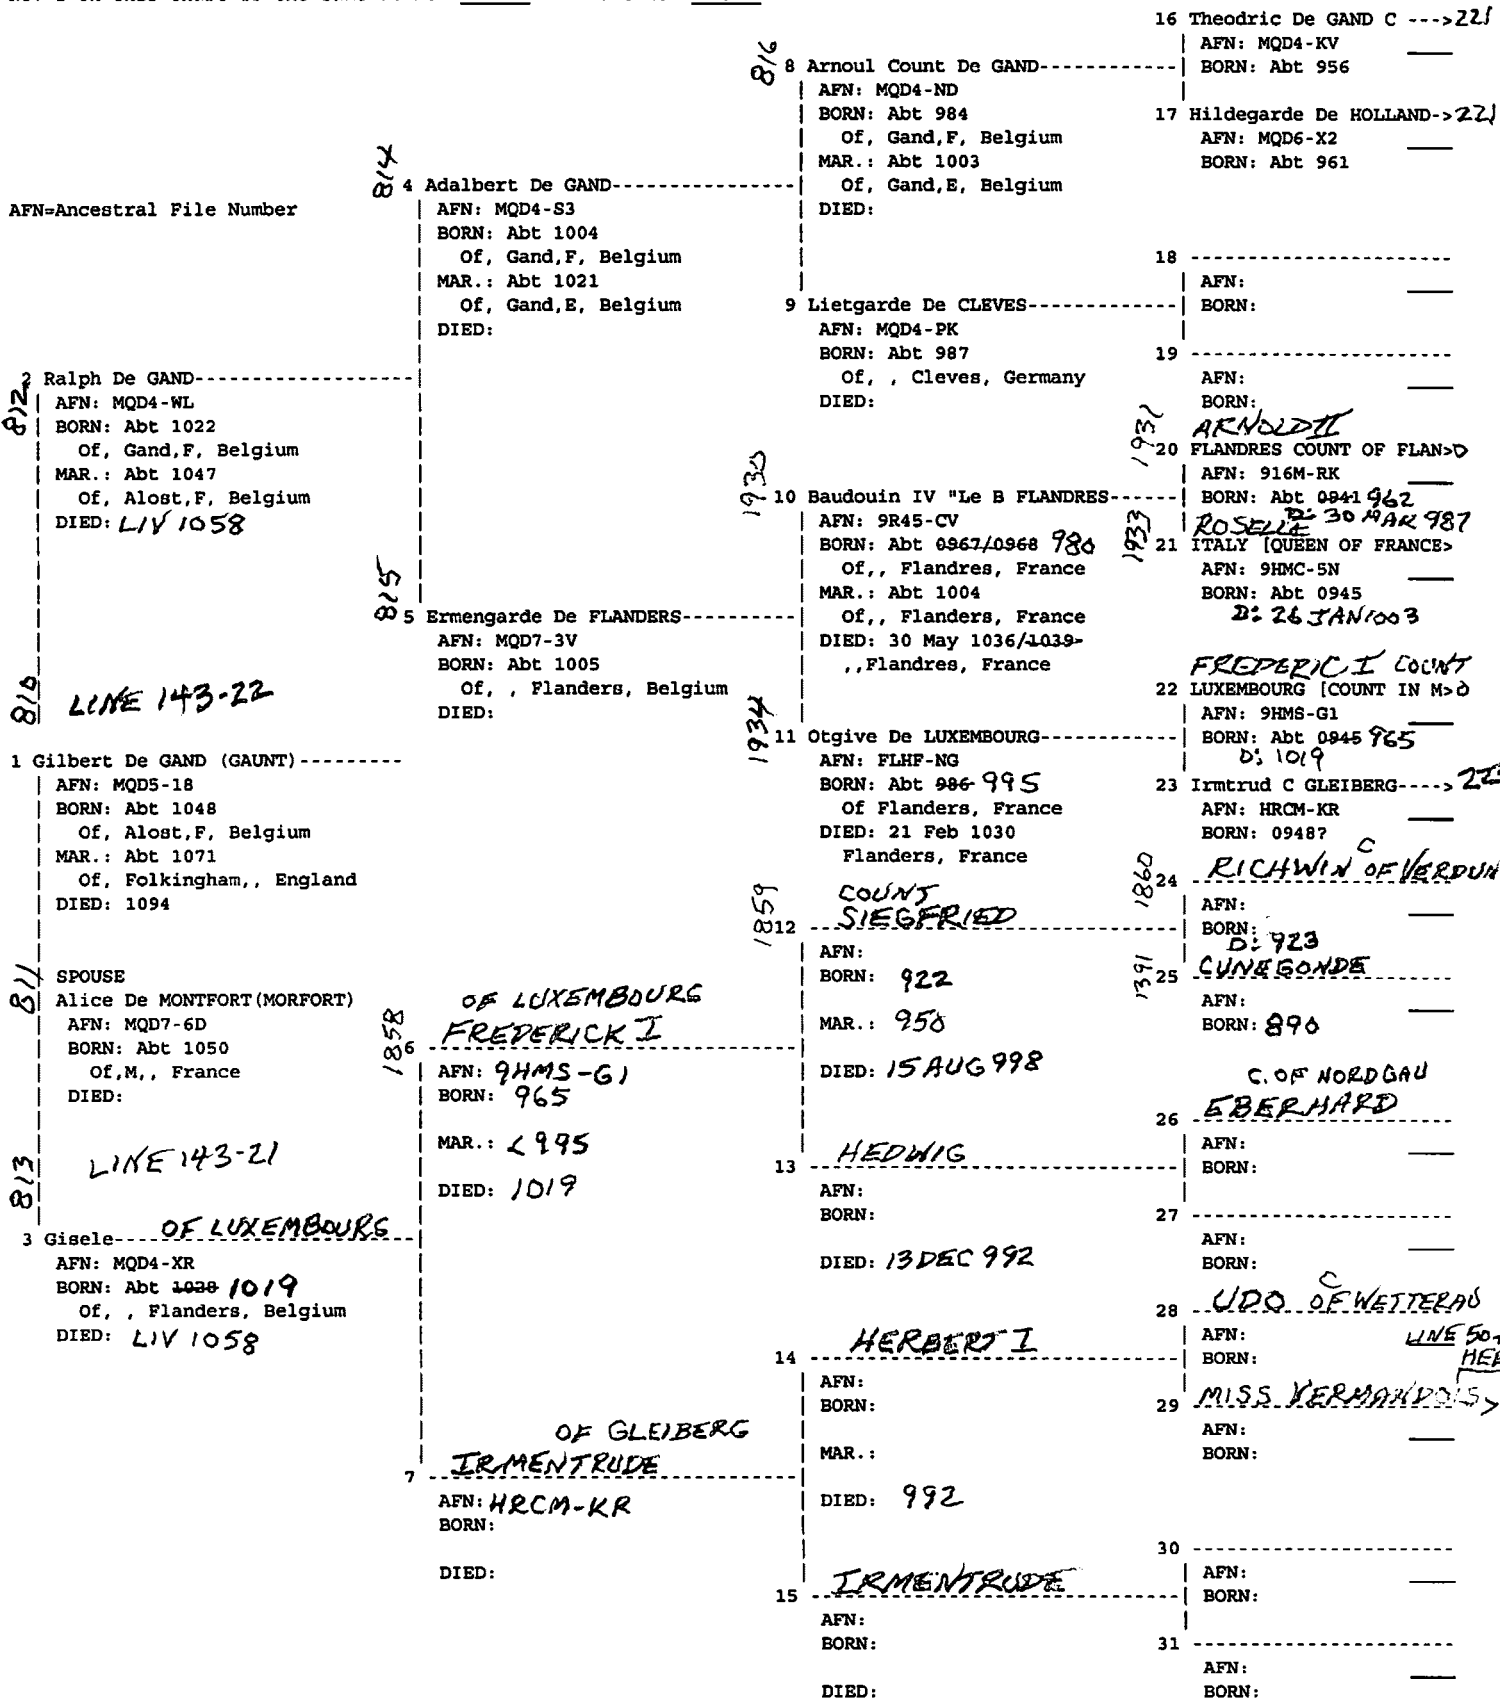 16 Theodric De GAND C --->221
AFN: MQD4-KV
BORN: Abt 956
816
8 Arnoul Count De GAND
AFN: MQD4-ND
BORN: Abt 984
Of, Gand,F, Belgium
MAR.: Abt 1003
Of, Gand,E, Belgium
DIED:
17 Hildegarde De HOLLAND->221
AFN: MQD6-X2
BORN: Abt 961
814
4 Adalbert De GAND
AFN: MQD4-S3
BORN: Abt 1004
Of, Gand,F, Belgium
MAR.: Abt 1021
Of, Gand,E, Belgium
DIED:
AFN=Ancestral File Number
18
AFN:
BORN:
9 Lietgarde De CLEVES
AFN: MQD4-PK
BORN: Abt 987
Of, , Cleves, Germany
DIED:
19
AFN:
BORN:
812
2 Ralph De GAND
AFN: MQD4-WL
BORN: Abt 1022
Of, Gand,F, Belgium
MAR.: Abt 1047
Of, Alost,F, Belgium
DIED: LIV 1058
1931
ARNOLD II
20 FLANDRES COUNT OF FLAN>D
AFN: 916M-RK
BORN: Abt 0941 962
D: 30 MAR 987
1930
10 Baudouin IV "Le B FLANDRES
AFN: 9R45-CV
BORN: Abt 0967/0968 980
Of,, Flandres, France
MAR.: Abt 1004
Of,, Flanders, France
DIED: 30 May 1036/1039
,,Flandres, France
1933
ROSELLE
21 ITALY [QUEEN OF FRANCE>
AFN: 9HMC-5N
BORN: Abt 0945
D: 26 JAN 1003
815
5 Ermengarde De FLANDERS
AFN: MQD7-3V
BORN: Abt 1005
Of, , Flanders, Belgium
DIED:
FREDERIC I COUNT
22 LUXEMBOURG [COUNT IN M>D
AFN: 9HMS-G1
BORN: Abt 0945 965
D: 1019
810
LINE 143-22
1934
11 Otgive De LUXEMBOURG
AFN: FLHF-NG
BORN: Abt 986 995
Of Flanders, France
DIED: 21 Feb 1030
Flanders, France
23 Irmtrud C GLEIBERG---->
AFN: HRCM-KR
BORN: 0948?
1 Gilbert De GAND (GAUNT)
AFN: MQD5-18
BORN: Abt 1048
Of, Alost,F, Belgium
MAR.: Abt 1071
Of, Folkingham,, England
DIED: 1094
1860
24 RICHWIN C OF VERDUN
AFN:
BORN:
D: 923
1859
COUNT
12 SIEGFRIED
AFN:
BORN: 922
MAR.: 950
DIED: 15 AUG 998
1391
25 CUNEGONDE
AFN:
BORN: 890
811
SPOUSE
Alice De MONTFORT(MORFORT)
AFN: MQD7-6D
BORN: Abt 1050
Of,M,, France
DIED:
1858
OF LUXEMBOURG
6 FREDERICK I
AFN: 9HMS-G1
BORN: 965
MAR.: <995
DIED: 1019
C. OF NORDGAU
26 EBERHARD
AFN:
BORN:
13 HEDWIG
AFN:
BORN:
DIED: 13 DEC 992
27
AFN:
BORN:
813
LINE 143-21
3 Gisele OF LUXEMBOURG
AFN: MQD4-XR
BORN: Abt 1038 1019
Of, , Flanders, Belgium
DIED: LIV 1058
28 UDO C OF WETTERAU
AFN:
BORN:
LINE 50-
14 HERBERT I
AFN:
BORN:
MAR.:
DIED: 992
29 MISS VERMANDOIS>
AFN:
BORN:
OF GLEIBERG
7 IRMENTRUDE
AFN: HRCM-KR
BORN:
DIED:
30
AFN:
BORN:
15 IRMENTRUDE
AFN:
BORN:
DIED:
31
AFN:
BORN: